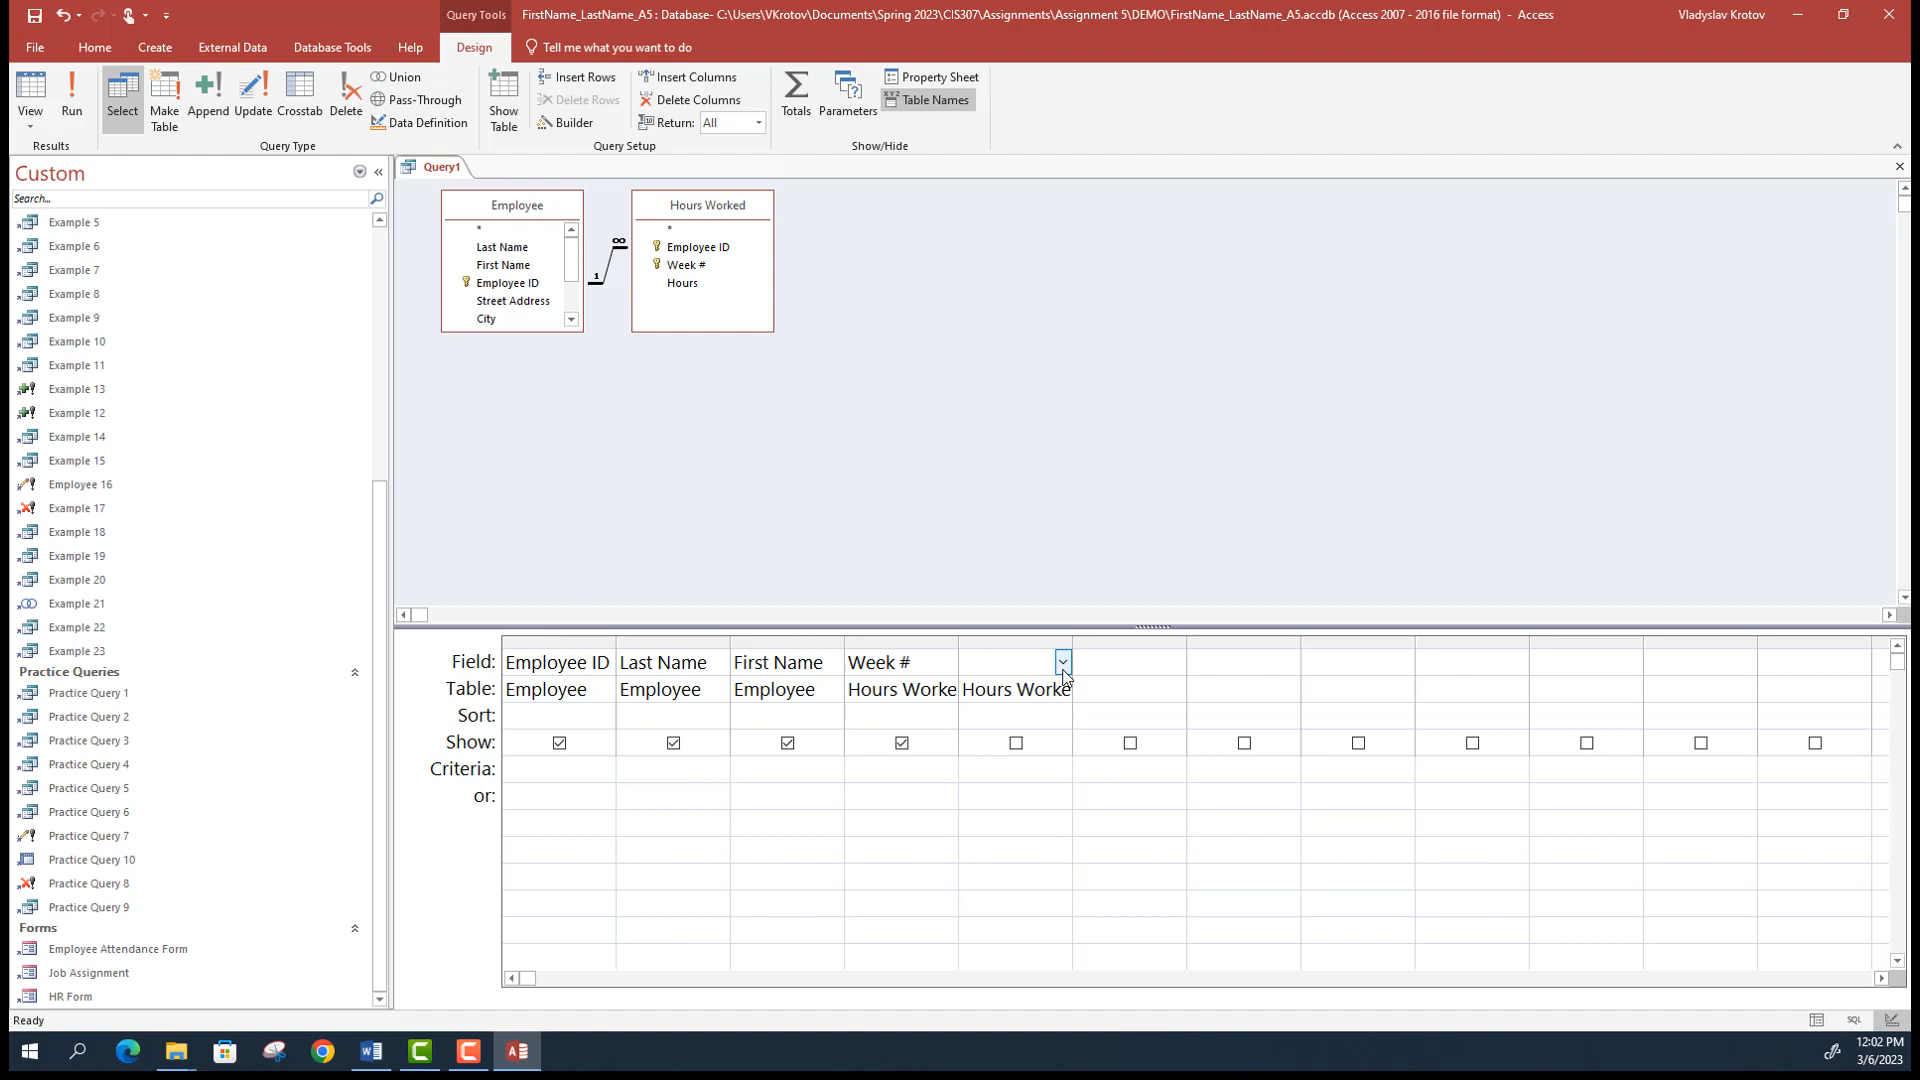 Query Tools
FirstName_LastName_A5 : Database- C:\Users\VKrotov\Documents\Spring 2023\CIS307\Assignments\Assignment 5\DEMO\FirstName_LastName_A5.accdb (Access 2007 - 2016 file format) - Access
Vladyslav Krotov
File
Home
Create
External Data
Database Tools
Help
Design
Tell me what you want to do
View
Run
Select
Make
Table
Append
Update
Crosstab
Delete
Union
Pass-Through
Data Definition
Show
Table
Insert Rows
Delete Rows
Builder
Insert Columns
Delete Columns
Return:
All
Totals
Parameters
Property Sheet
Table Names
Results
Query Type
Query Setup
Show/Hide
Custom
Search...
Example 5
Example 6
Example 7
Example 8
Example 9
Example 10
Example 11
Example 13
Example 12
Example 14
Example 15
Employee 16
Example 17
Example 18
Example 19
Example 20
Example 21
Example 22
Example 23
Practice Queries
Practice Query 1
Practice Query 2
Practice Query 3
Practice Query 4
Practice Query 5
Practice Query 6
Practice Query 7
Practice Query 10
Practice Query 8
Practice Query 9
Forms
Employee Attendance Form
Job Assignment
HR Form
Query1
Employee
*
Last Name
First Name
Employee ID
Street Address
City
1
∞
Hours Worked
*
Employee ID
Week #
Hours
Field: Employee ID Last Name First Name Week #
Table: Employee Employee Employee Hours Worke Hours Worke
Sort:
Show:
Criteria:
or:
Ready
SQL
12:02 PM
3/6/2023